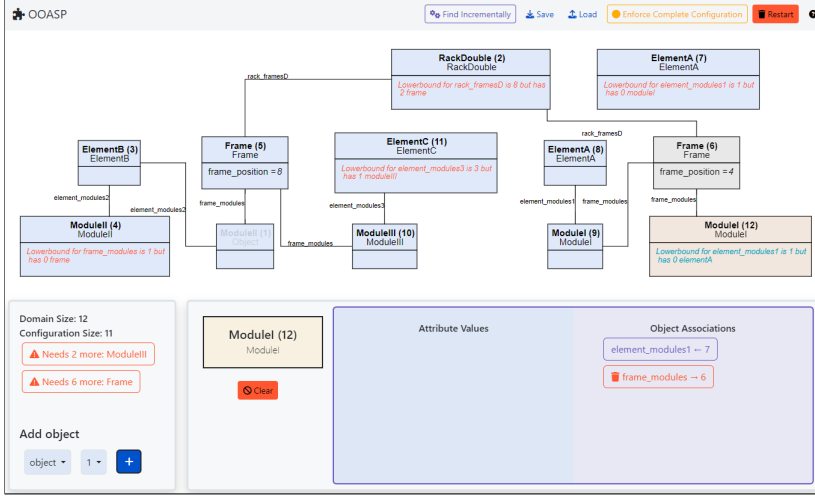 OOASP
Find Incrementally
Save
Load
Enforce Complete Configuration
Restart
RackDouble (2)
RackDouble
Lowerbound for rack_framesD is 8 but has
2 frame
ElementA (7)
ElementA
Lowerbound for element_modules1 is 1 but
has 0 moduleI
rack_framesD
rack_framesD
ElementB (3)
ElementB
Frame (5)
Frame
frame_position = 8
ElementC (11)
ElementC
Lowerbound for element_modules3 is 3 but
has 1 moduleIII
ElementA (8)
ElementA
Frame (6)
Frame
frame_position = 4
element_modules2
element_modules2
frame_modules
element_modules3
element_modules1
frame_modules
frame_modules
ModuleII (4)
ModuleII
Lowerbound for frame_modules is 1 but
has 0 frame
ModuleII (1)
Object
frame_modules
ModuleIII (10)
ModuleIII
ModuleI (9)
ModuleI
ModuleI (12)
ModuleI
Lowerbound for element_modules1 is 1 but
has 0 elementA
Domain Size: 12
Configuration Size: 11
Needs 2 more: ModuleIII
Needs 6 more: Frame
Add object
object
1
+
ModuleI (12)
ModuleI
Clear
Attribute Values
Object Associations
element_modules1 ← 7
frame_modules → 6